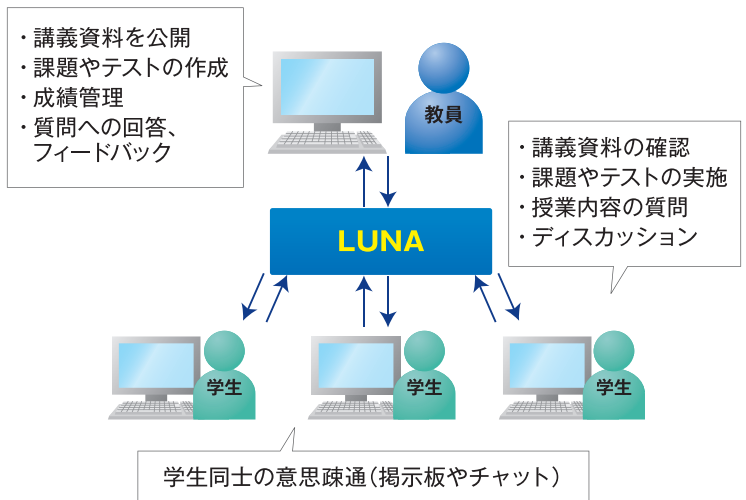 ・講義資料を公開
・課題やテストの作成
・成績管理
・質問への回答、
フィードバック
教員
・講義資料の確認
・課題やテストの実施
・授業内容の質問
・ディスカッション
LUNA
学生
学生
学生
学生同士の意思疎通（掲示板やチャット）